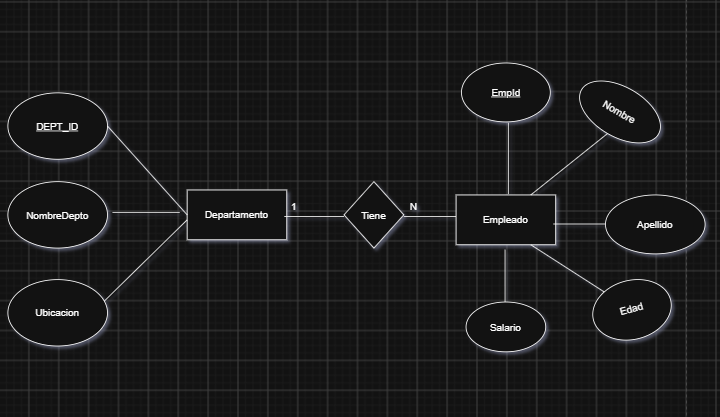 EmpId
Nombre
DEPT_ID
NombreDepto
Departamento
1
Tiene
N
Empleado
Apellido
Ubicacion
Edad
Salario